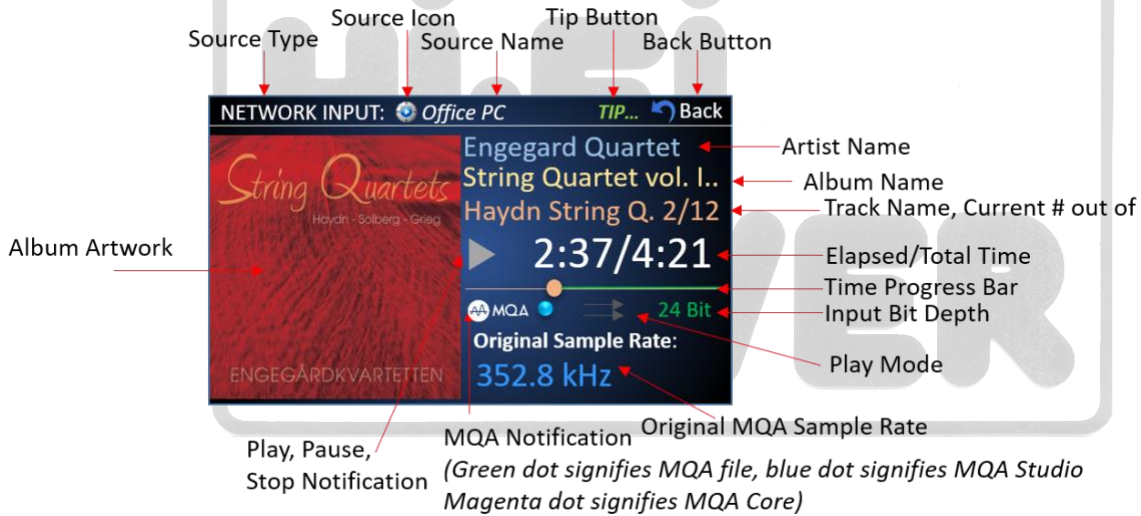 Source Icon
Tip Button
Source Type
Source Name
Back Button
NETWORK INPUT: Office PC TIP... Back
Engegard Quartet
Artist Name
String Quartet vol. I..
Album Name
Haydn String Q. 2/12
Track Name, Current # out of
String Quartets
Haydn - Solberg - Grieg
Album Artwork
2:37/4:21
Elapsed/Total Time
Time Progress Bar
MQA
24 Bit
Input Bit Depth
Original Sample Rate:
Play Mode
ENGEGÅRDKVARTETTEN
352.8 kHz
Play, Pause,
Stop Notification
MQA Notification
Original MQA Sample Rate
(Green dot signifies MQA file, blue dot signifies MQA Studio
Magenta dot signifies MQA Core)